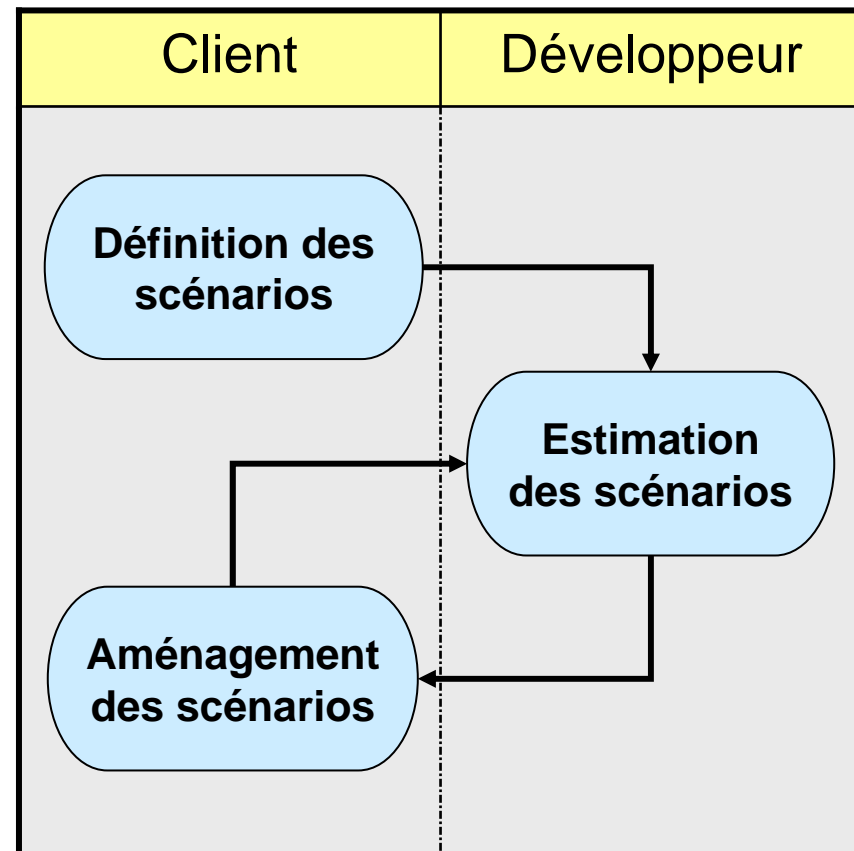 Client
Développeur
Définition des
scénarios
Estimation
des scénarios
Aménagement
des scénarios